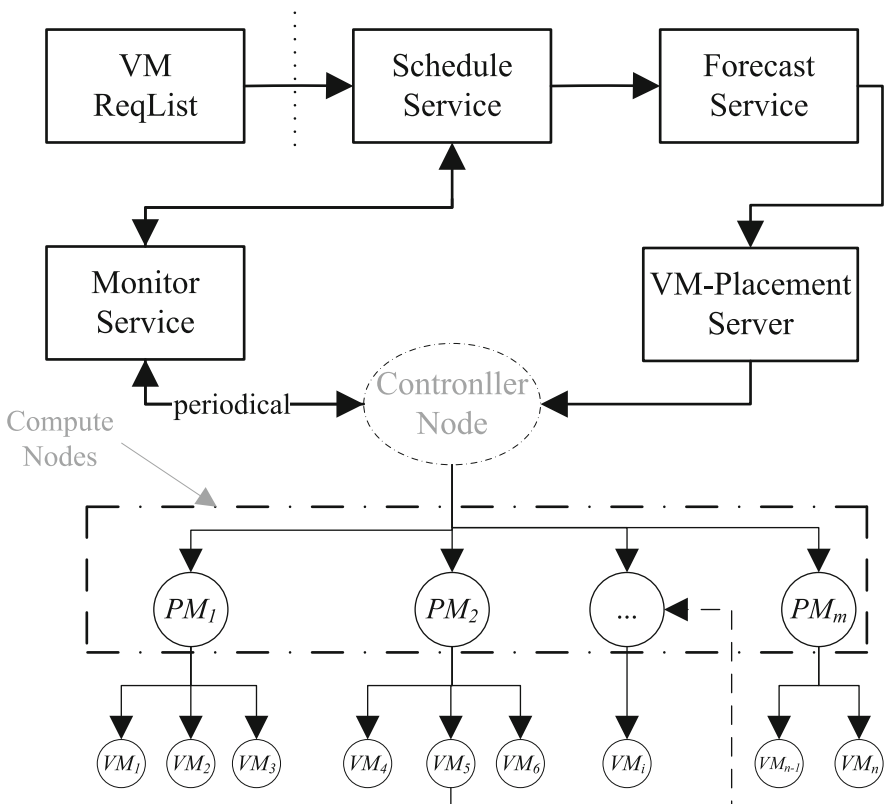 VM
ReqList
Schedule
Service
Forecast
Service
Monitor
Service
VM-Placement
Server
periodical
Contronller
Node
Compute
Nodes
PM1
PM2
...
PMm
VM1
VM2
VM3
VM4
VM5
VM6
VMi
VMn-1
VMn